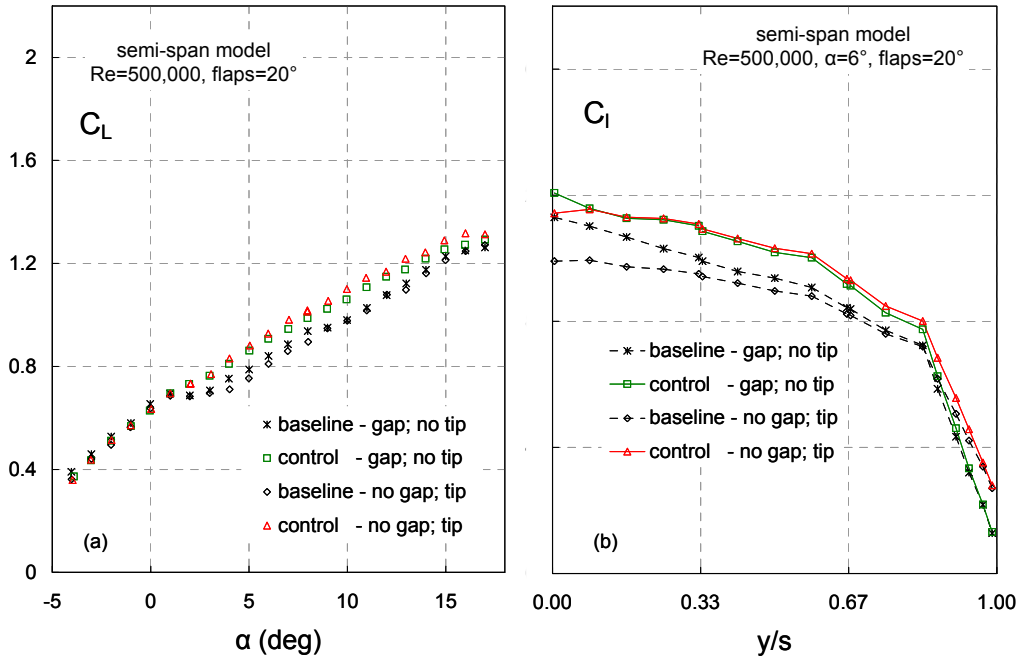 semi-span model
Re=500,000, flaps=20°
CL
2
1.6
1.2
0.8
0.4
0
baseline - gap; no tip
control - gap; no tip
baseline - no gap; tip
control - no gap; tip
(a)
-5 0 5 10 15
α (deg)
semi-span model
Re=500,000, α=6°, flaps=20°
Cl
baseline - gap; no tip
control - gap; no tip
baseline - no gap; tip
control - no gap; tip
(b)
0.00 0.33 0.67 1.00
y/s